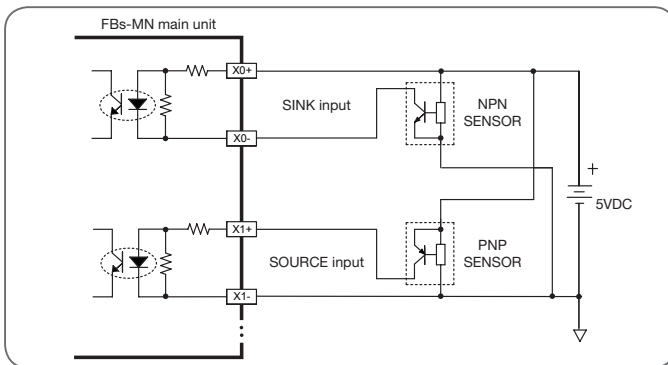 FBs-MN main unit
X0+
SINK input
NPN
SENSOR
X0-
+
5VDC
X1+
SOURCE input
PNP
SENSOR
X1-